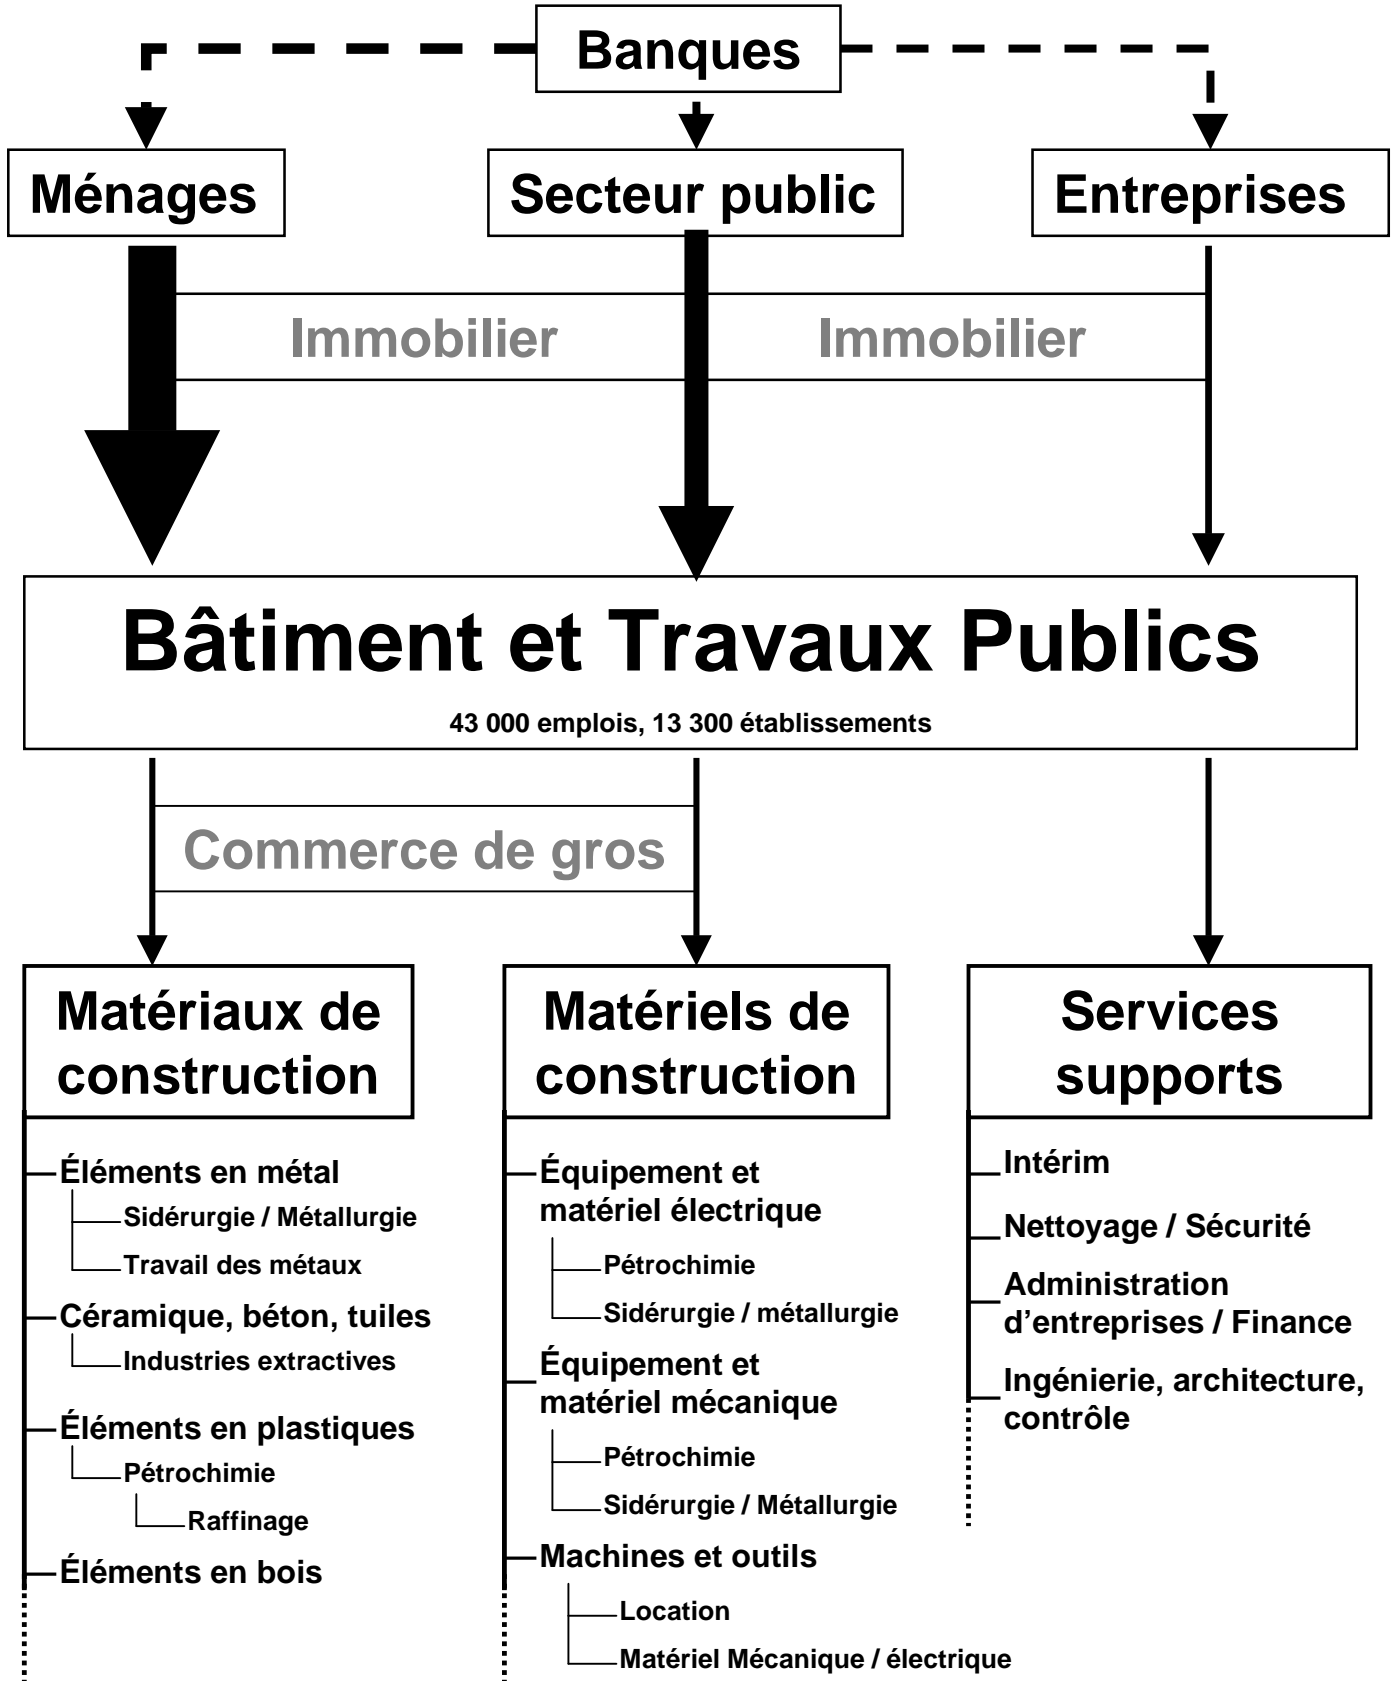 Banques
Ménages
Secteur public
Entreprises
Immobilier
Immobilier
Bâtiment et Travaux Publics
43 000 emplois, 13 300 établissements
Commerce de gros
Matériaux de
construction
Éléments en métal
Sidérurgie / Métallurgie
Travail des métaux
Céramique, béton, tuiles
Industries extractives
Éléments en plastiques
Pétrochimie
Raffinage
Éléments en bois
Matériels de
construction
Équipement et
matériel électrique
Pétrochimie
Sidérurgie / métallurgie
Équipement et
matériel mécanique
Pétrochimie
Sidérurgie / Métallurgie
Machines et outils
Location
Matériel Mécanique / électrique
Services
supports
Intérim
Nettoyage / Sécurité
Administration
d’entreprises / Finance
Ingénierie, architecture,
contrôle